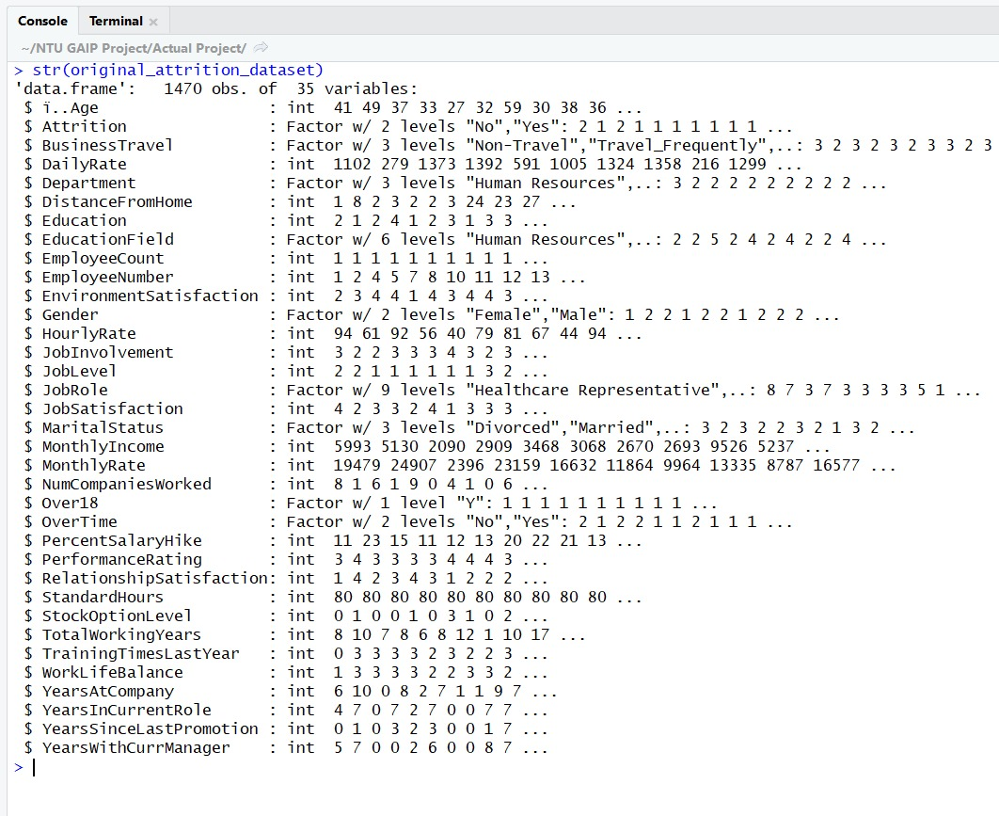 Console Terminal
~/NTU GAIP Project/Actual Project/
> str(original_attrition_dataset)
'data.frame':   1470 obs. of  35 variables:
 $ ï..Age                  : int  41 49 37 33 27 32 59 30 38 36 ...
 $ Attrition               : Factor w/ 2 levels "No","Yes": 2 1 2 1 1 1 1 1 1 1 ...
 $ BusinessTravel          : Factor w/ 3 levels "Non-Travel","Travel_Frequently",..: 3 2 3 2 3 2 3 3 2 3
 $ DailyRate               : int  1102 279 1373 1392 591 1005 1324 1358 216 1299 ...
 $ Department              : Factor w/ 3 levels "Human Resources",..: 3 2 2 2 2 2 2 2 2 2 ...
 $ DistanceFromHome        : int  1 8 2 3 2 2 3 24 23 27 ...
 $ Education               : int  2 1 2 4 1 2 3 1 3 3 ...
 $ EducationField          : Factor w/ 6 levels "Human Resources",..: 2 2 5 2 4 2 4 2 2 4 ...
 $ EmployeeCount           : int  1 1 1 1 1 1 1 1 1 1 ...
 $ EmployeeNumber          : int  1 2 4 5 7 8 10 11 12 13 ...
 $ EnvironmentSatisfaction : int  2 3 4 4 1 4 3 4 4 3 ...
 $ Gender                  : Factor w/ 2 levels "Female","Male": 1 2 2 1 2 2 1 2 2 2 ...
 $ HourlyRate              : int  94 61 92 56 40 79 81 67 44 94 ...
 $ JobInvolvement          : int  3 2 2 3 3 3 4 3 2 3 ...
 $ JobLevel                : int  2 2 1 1 1 1 1 1 3 2 ...
 $ JobRole                 : Factor w/ 9 levels "Healthcare Representative",..: 8 7 3 7 3 3 3 3 5 1 ...
 $ JobSatisfaction         : int  4 2 3 3 2 4 1 3 3 3 ...
 $ MaritalStatus           : Factor w/ 3 levels "Divorced","Married",..: 3 2 3 2 2 3 2 1 3 2 ...
 $ MonthlyIncome           : int  5993 5130 2090 2909 3468 3068 2670 2693 9526 5237 ...
 $ MonthlyRate             : int  19479 24907 2396 23159 16632 11864 9964 13335 8787 16577 ...
 $ NumCompaniesWorked      : int  8 1 6 1 9 0 4 1 0 6 ...
 $ Over18                  : Factor w/ 1 level "Y": 1 1 1 1 1 1 1 1 1 1 ...
 $ OverTime                : Factor w/ 2 levels "No","Yes": 2 1 2 2 1 1 2 1 1 1 ...
 $ PercentSalaryHike       : int  11 23 15 11 12 13 20 22 21 13 ...
 $ PerformanceRating       : int  3 4 3 3 3 3 4 4 4 3 ...
 $ RelationshipSatisfaction: int  1 4 2 3 4 3 1 2 2 2 ...
 $ StandardHours           : int  80 80 80 80 80 80 80 80 80 80 ...
 $ StockOptionLevel        : int  0 1 0 0 1 0 3 1 0 2 ...
 $ TotalWorkingYears       : int  8 10 7 8 6 8 12 1 10 17 ...
 $ TrainingTimesLastYear   : int  0 3 3 3 3 2 3 2 2 3 ...
 $ WorkLifeBalance         : int  1 3 3 3 3 2 2 3 3 2 ...
 $ YearsAtCompany          : int  6 10 0 8 2 7 1 1 9 7 ...
 $ YearsInCurrentRole      : int  4 7 0 7 2 7 0 0 7 7 ...
 $ YearsSinceLastPromotion : int  0 1 0 3 2 3 0 0 1 7 ...
 $ YearsWithCurrManager    : int  5 7 0 0 2 6 0 0 8 7 ...
>